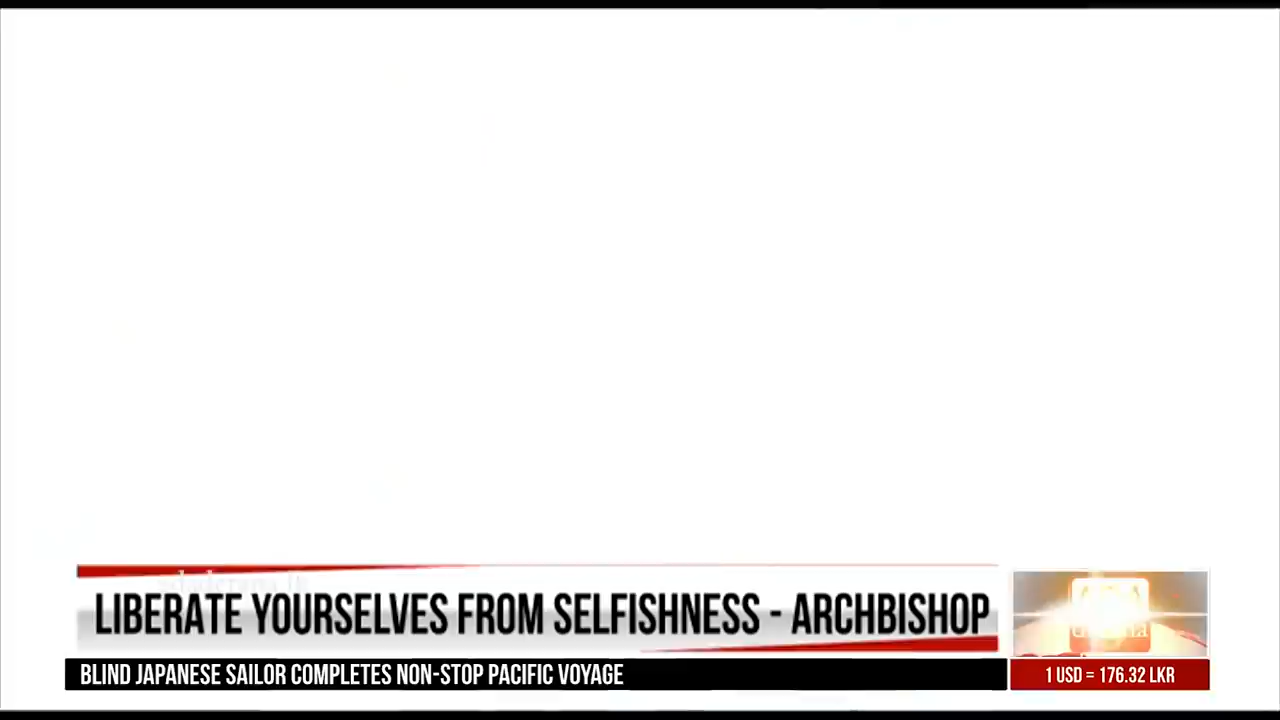 LIBERATE YOURSELVES FROM SELFISHNESS - ARCHBISHOP
BLIND JAPANESE SAILOR COMPLETES NON-STOP PACIFIC VOYAGE
1 USD = 176.32 LKR